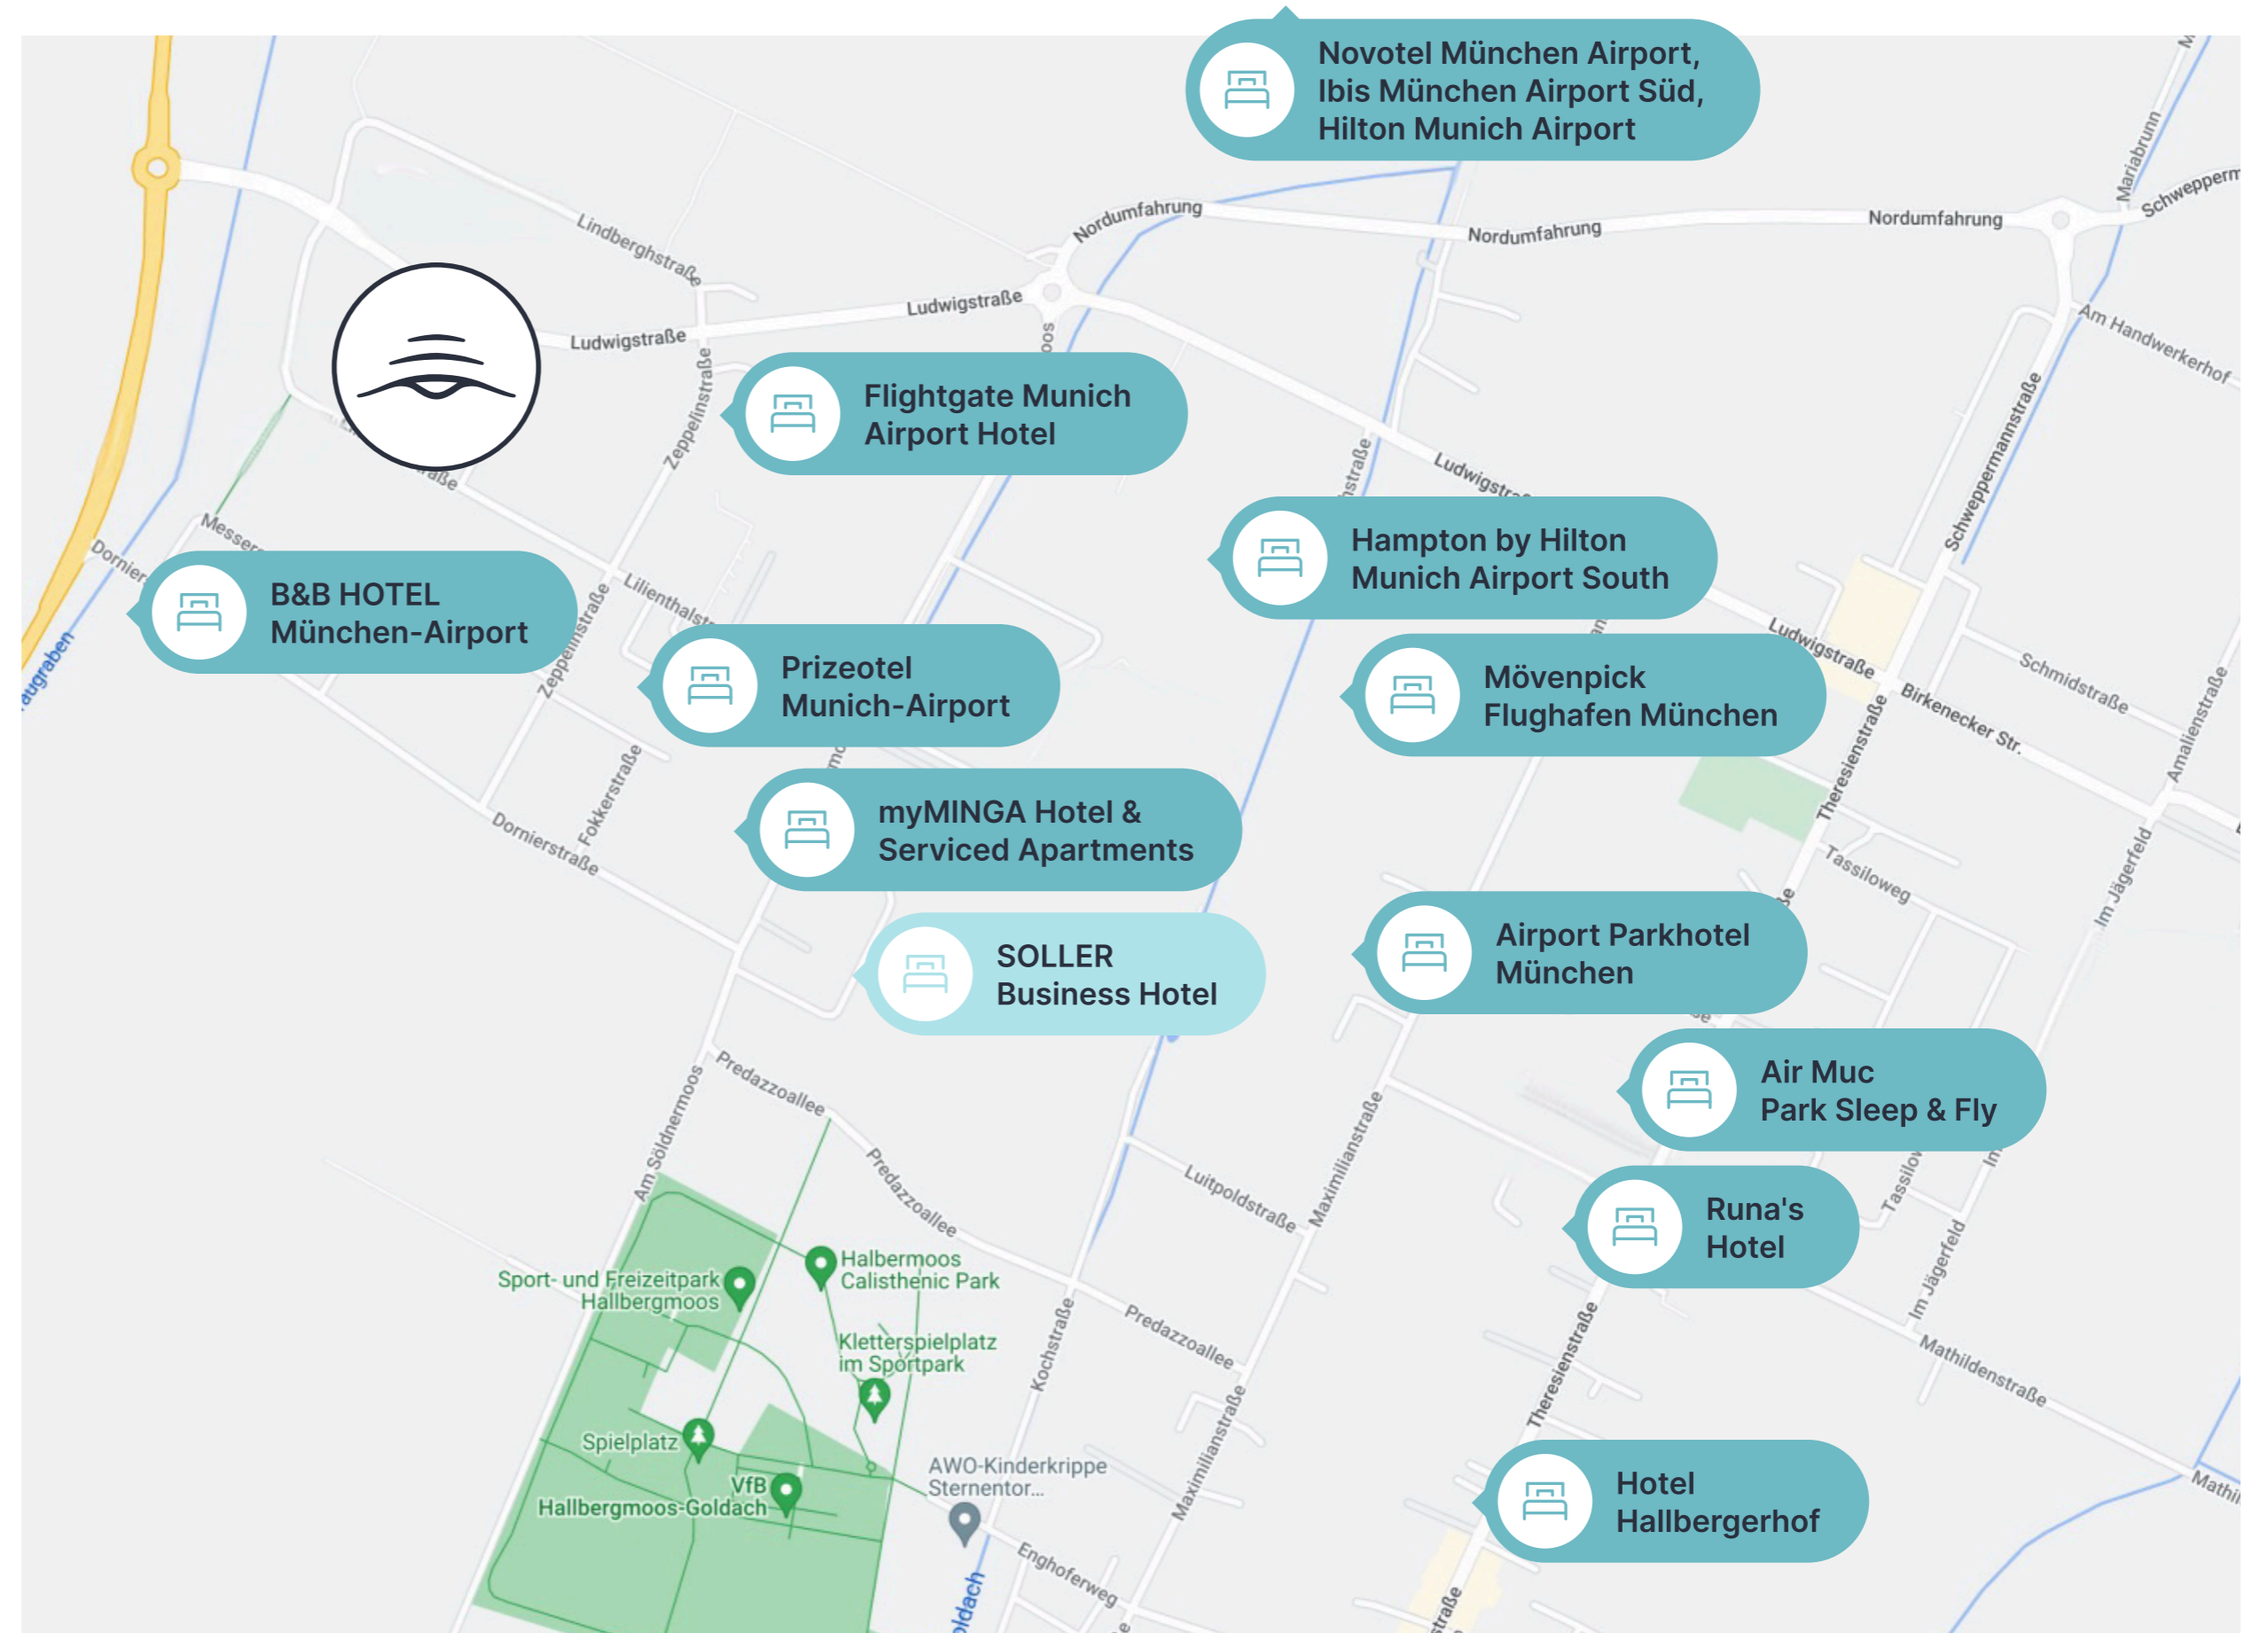 Novotel München Airport,
Ibis München Airport Süd,
Hilton Munich Airport
Mariabrunn
Nordumfahrung
Nordumfahrung
Nordumfahrung
Lindberghstraße
Ludwigstraße
Ludwigstraße
Am Handwerkerhof
Zeppelinstraße
Flightgate Munich
Airport Hotel
Schweppermannstraße
Hampton by Hilton
Munich Airport South
B&B HOTEL
München-Airport
Zeppelinstraße
Prizeotel
Munich-Airport
Mövenpick
Flughafen München
Ludwigstraße
Birkenecker Str.
Schmidstraße
Amalienstraße
Theresienstraße
Fokkerstraße
Dornierstraße
myMINGA Hotel &
Serviced Apartments
Tassiloweg
Im Jägerfeld
SOLLER
Business Hotel
Airport Parkhotel
München
Air Muc
Park Sleep & Fly
Predazzoallee
Am Söldnermoos
Predazzoallee
Luitpoldstraße
Maximilianstraße
Runa's
Hotel
Im Jägerfeld
Halbermoos
Calisthenic Park
Sport- und Freizeitpark
Hallbergmoos
Kletterspielplatz
im Sportpark
Kochstraße
Predazzoallee
Theresienstraße
Mathildenstraße
Maximilianstraße
Spielplatz
VfB
Hallbergmoos-Goldach
AWO-Kinderkrippe
Sternentor...
Hotel
Hallbergerhof
Enghoferweg